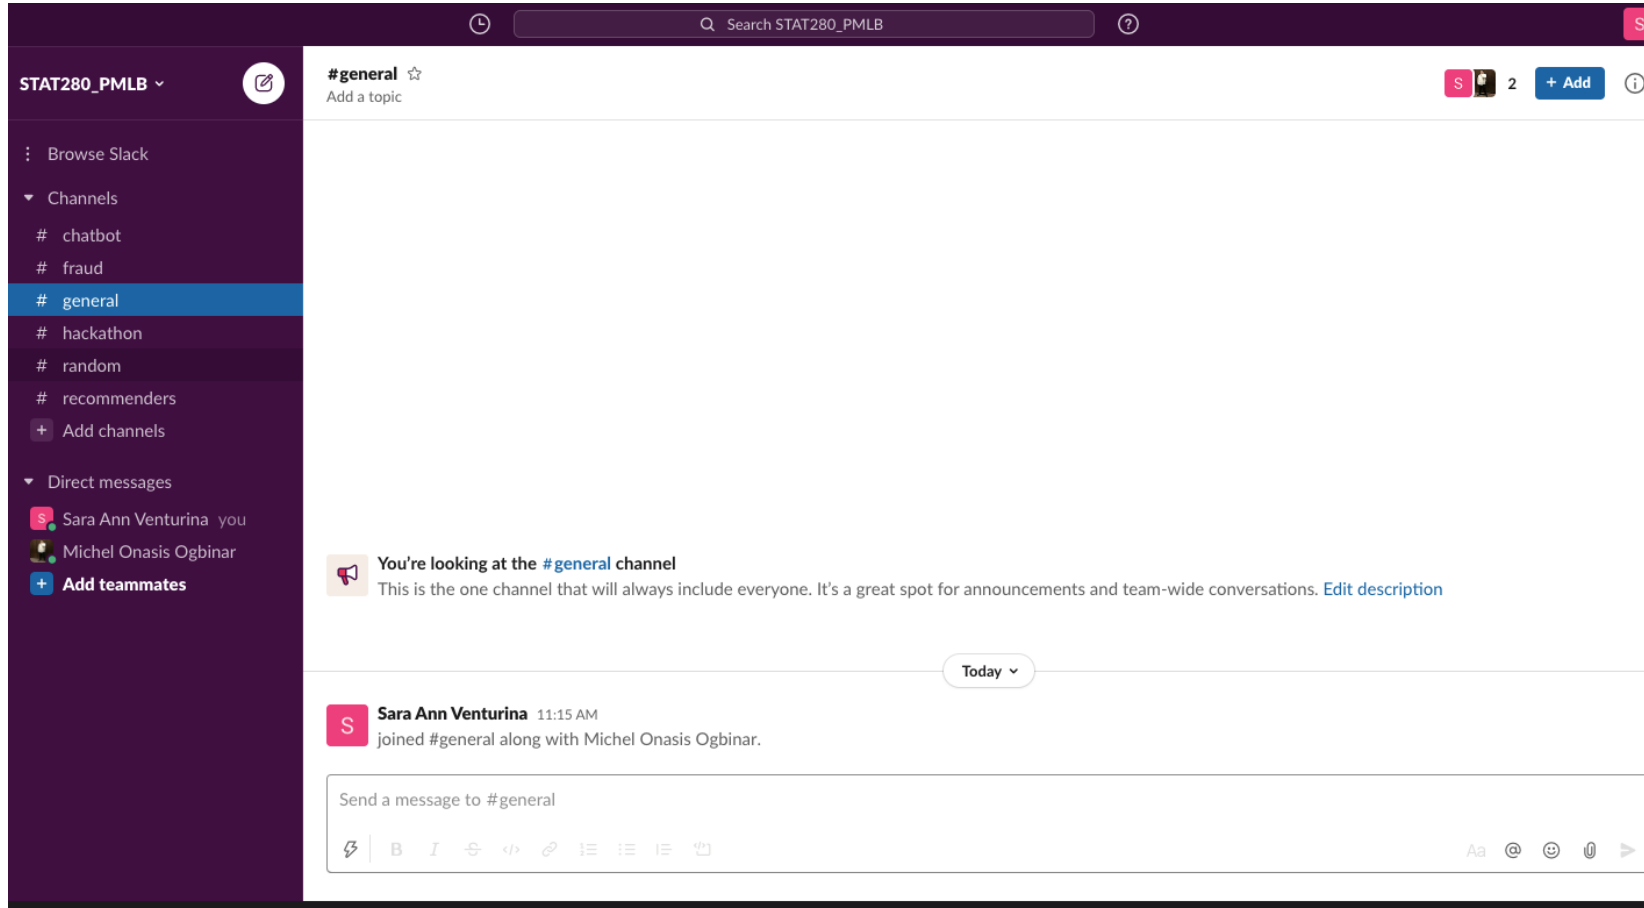 Search STAT280_PMLB
S
STAT280_PMLB
Browse Slack
Channels
# chatbot
# fraud
# general
# hackathon
# random
# recommenders
+ Add channels
Direct messages
S Sara Ann Venturina you
Michel Onasis Ogbinar
+ Add teammates
#general
Add a topic
S 2 + Add
You're looking at the #general channel
This is the one channel that will always include everyone. It's a great spot for announcements and team-wide conversations. Edit description
Today
S
Sara Ann Venturina 11:15 AM
joined #general along with Michel Onasis Ogbinar.
Send a message to #general
B I S </> Aa @